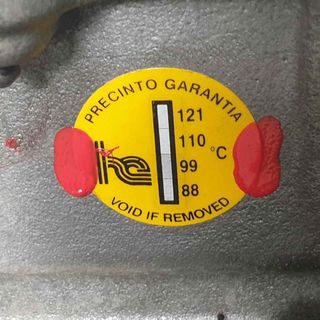 PRECINTO GARANTIA
121
110
°C
99
88
VOID IF REMOVED